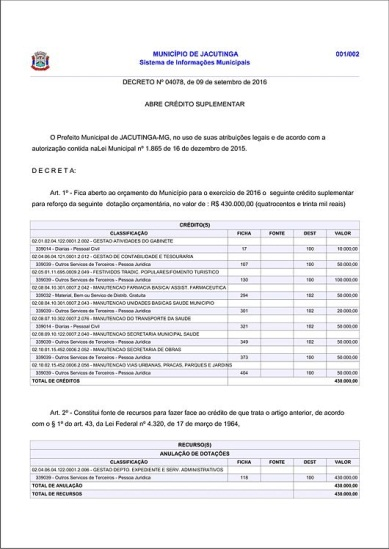 MUNICÍPIO DE JACUTINGA 001/002
Sistema de Informações Municipais
DECRETO Nº 04078, de 09 de setembro de 2016
ABRE CRÉDITO SUPLEMENTAR
O Prefeito Municipal de JACUTINGA-MG, no uso de suas atribuições legais e de acordo com a
autorização contida naLei Municipal nº 1.865 de 16 de dezembro de 2015.
D E C R E T A:
Art. 1º - Fica aberto ao orçamento do Município para o exercício de 2016 o seguinte crédito suplementar
para reforço da seguinte dotação orçamentária, no valor de : R$ 430.000,00 (quatrocentos e trinta mil reais)
CRÉDITO(S)
CLASSIFICAÇÃO FICHA FONTE DEST VALOR
02.01.02.04.122.0001.2.002 - GESTAO ATIVIDADES DO GABINETE
339014 - Diarias - Pessoal Civil 17 100 10.000,00
02.04.06.04.121.0001.2.012 - GESTAO DE CONTABILIDADE E TESOURARIA
339039 - Outros Servicos de Terceiros - Pessoa Juridica 107 100 50.000,00
02.05.01.11.695.0009.2.049 - FESTIVIDOS TRADIC. POPULARES/FOMENTO TURISTICO
339039 - Outros Servicos de Terceiros - Pessoa Juridica 130 100 100.000,00
02.08.04.10.301.0007.2.042 - MANUTENCAO FARMACIA BASICA/ ASSIST. FARMACEUTICA
339032 - Material, Bem ou Servico de Distrib. Gratuita 294 102 50.000,00
02.08.04.10.301.0007.2.040 - MANUTENCAO UNIDADES BASICAS SAUDE MUNICIPIO
339039 - Outros Servicos de Terceiros - Pessoa Juridica 301 102 20.000,00
02.08.07.10.302.0007.2.010 - MANUTENCAO DO TRANSPORTE DA SAUDE
339014 - Diarias - Pessoal Civil 321 102 50.000,00
02.08.09.10.122.0007.2.040 - MANUTENCAO SECRETARIA MUNICIPAL SAUDE
339039 - Outros Servicos de Terceiros - Pessoa Juridica 349 102 50.000,00
02.10.01.15.452.0006.2.052 - MANUTENCAO SECRETARIA DE OBRAS
339039 - Outros Servicos de Terceiros - Pessoa Juridica 373 100 50.000,00
02.10.02.15.452.0006.2.055 - MANUTENCAO VIAS URBANAS, PRACAS, PARQUES E JARDINS
339039 - Outros Servicos de Terceiros - Pessoa Juridica 404 100 50.000,00
TOTAL DE CRÉDITOS 430.000,00
Art. 2º - Constitui fonte de recursos para fazer face ao crédito de que trata o artigo anterior, de acordo
com o § 1º do art. 43, da Lei Federal nº 4.320, de 17 de março de 1964,
RECURSO(S)
ANULAÇÃO DE DOTAÇÕES
CLASSIFICAÇÃO FICHA FONTE DEST VALOR
02.04.06.04.122.0001.2.008 - GESTAO DEPTO. EXPEDIENTE E SERV. ADMINISTRATIVOS
339039 - Outros Servicos de Terceiros - Pessoa Juridica 118 100 430.000,00
TOTAL DE ANULAÇÃO 430.000,00
TOTAL DE RECURSOS 430.000,00